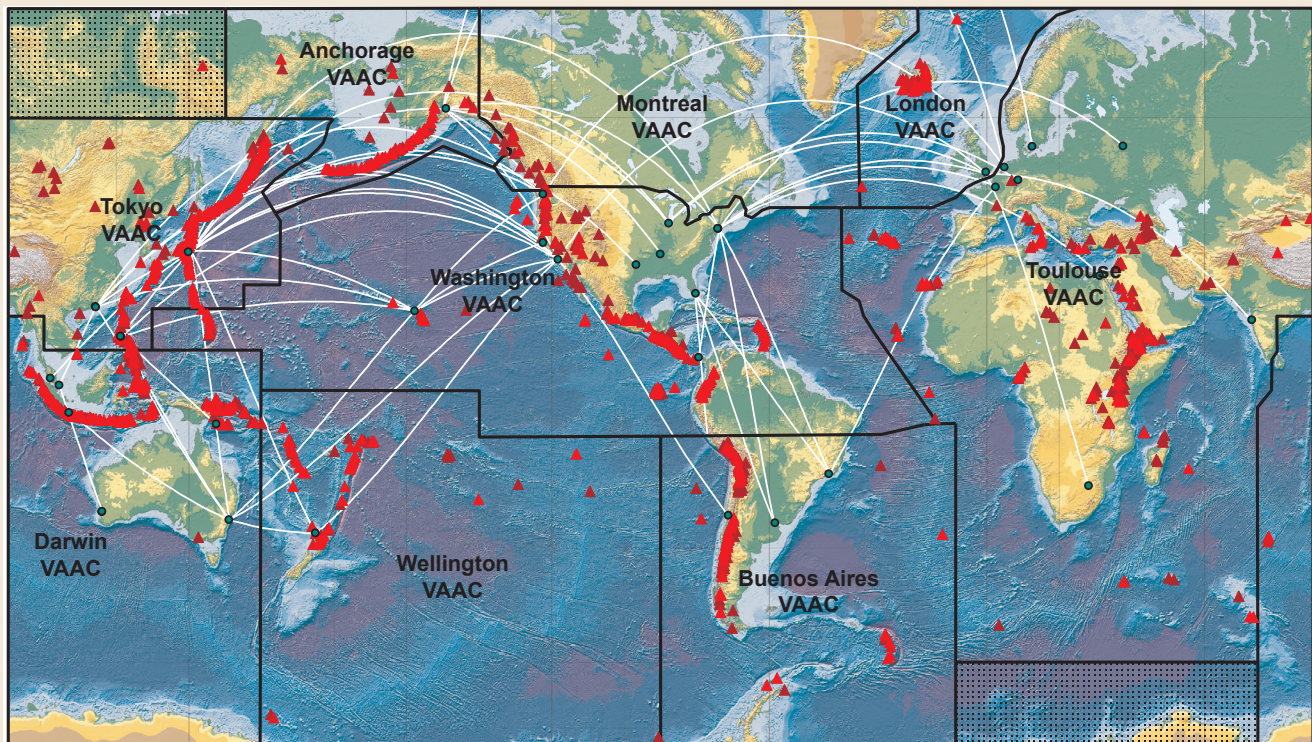 Anchorage
VAAC
Montreal
VAAC
London
VAAC
Tokyo
VAAC
Washington
VAAC
Toulouse
VAAC
Darwin
VAAC
Wellington
VAAC
Buenos Aires
VAAC